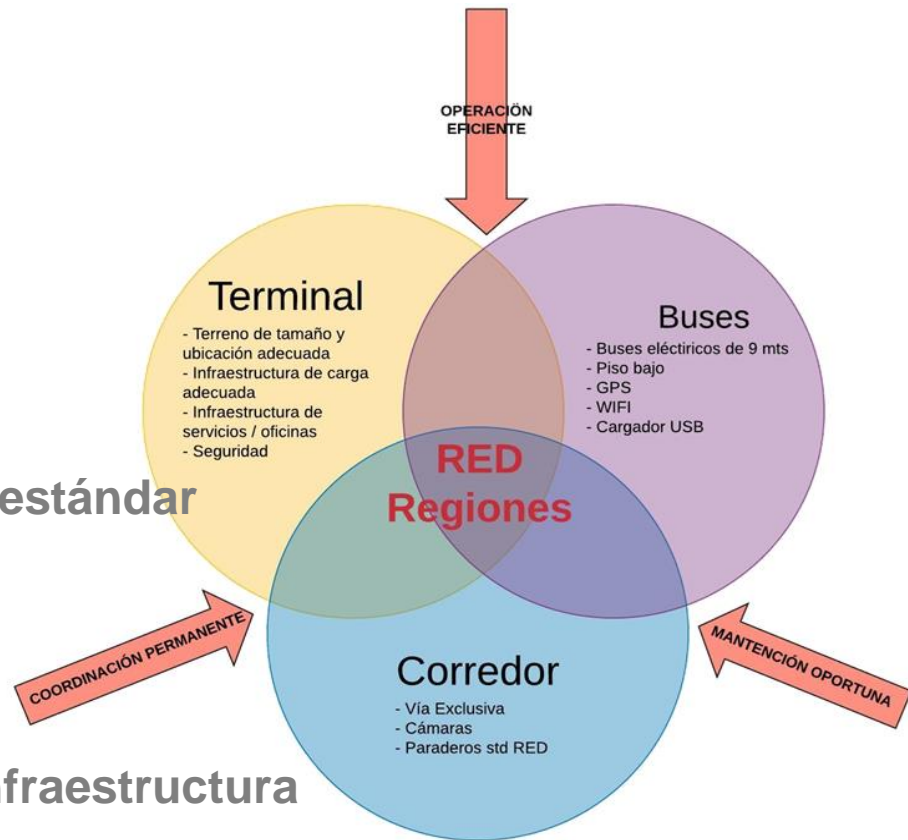 OPERACIÖN
EFICIENTE
Terminal
- Terreno de tamaño y
ubicación adecuada
- Infraestructura de carga
adecuada
- Infraestructura de
servicios / oficinas
- Seguridad
Buses
- Buses eléctiricos de 9 mts
- Piso bajo
- GPS
- WIFI
- Cargador USB
RED
Regiones
estándar
COORDINACIÓN PERMANENTE
MANTENCIÓN OPORTUNA
Corredor
- Vía Exclusiva
- Cámaras
- Paraderos std RED
nfraestructura